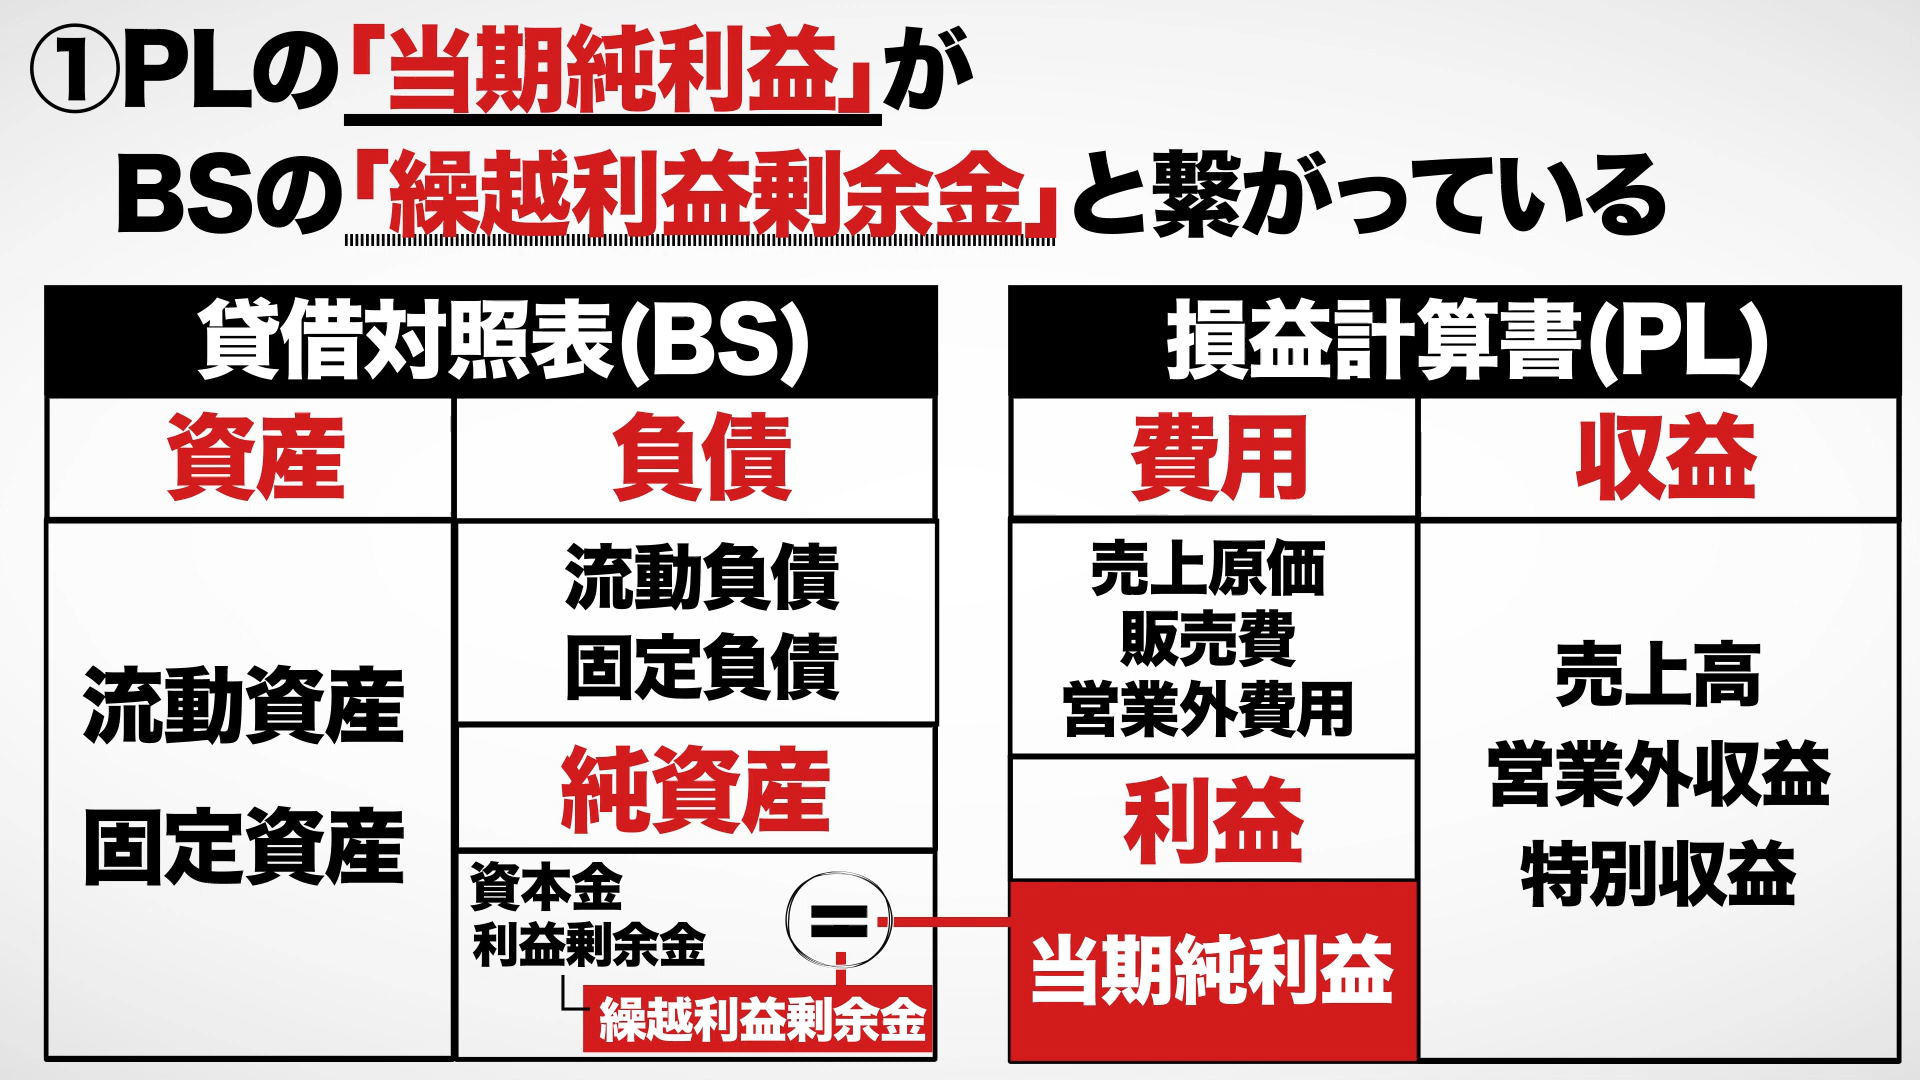 ①PLの「当期純利益」が
BSの「繰越利益剰余金」と繋がっている
貸借対照表(BS)
資産
負債
流動資産
固定資産
流動負債
固定負債
純資産
資本金
利益剰余金
=
繰越利益剰余金
損益計算書(PL)
費用
収益
売上原価
販売費
営業外費用
利益
当期純利益
売上高
営業外収益
特別収益